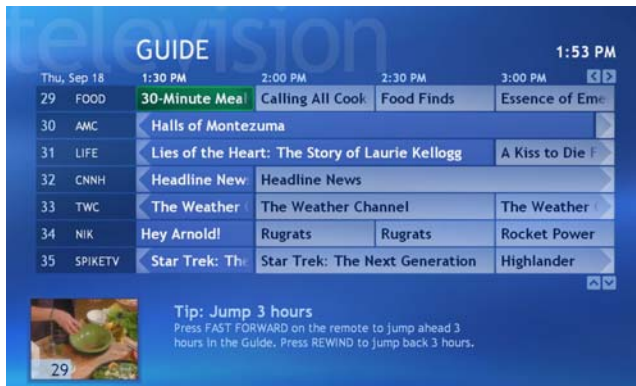 television
GUIDE
1:53 PM
Thu, Sep 18 1:30 PM 2:00 PM 2:30 PM 3:00 PM
29 FOOD 30-Minute Meal Calling All Cook Food Finds Essence of Eme
30 AMC Halls of Montezuma
31 LIFE Lies of the Heart: The Story of Laurie Kellogg A Kiss to Die F
32 CNNH Headline New Headline News
33 TWC The Weather The Weather Channel The Weather
34 NIK Hey Arnold! Rugrats Rugrats Rocket Power
35 SPIKETV Star Trek: The Star Trek: The Next Generation Highlander
Tip: Jump 3 hours
Press FAST FORWARD on the remote to jump ahead 3
hours in the Guide. Press REWIND to jump back 3 hours.
29